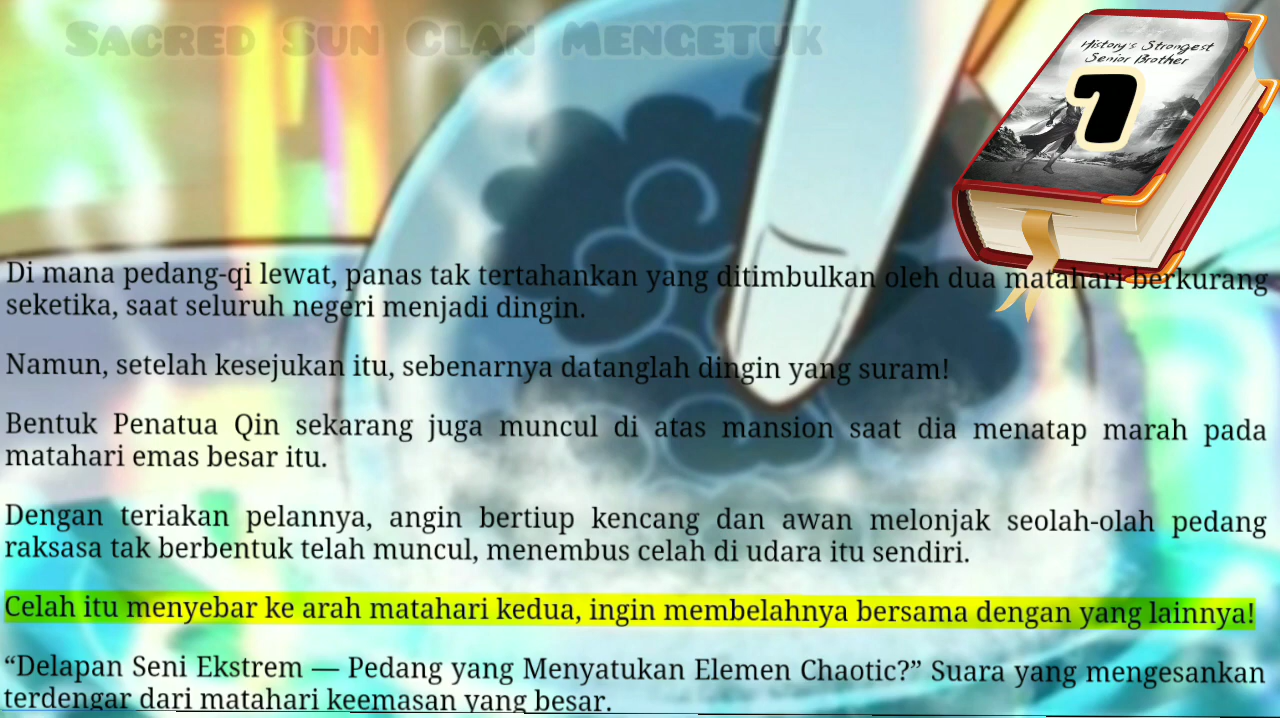 Sacred Sun Clan Mengetuk
History's Strongest
Senior Brother
7
Di mana pedang-qi lewat, panas tak tertahankan yang ditimbulkan oleh dua matahari berkurang
seketika, saat seluruh negeri menjadi dingin.
Namun, setelah kesejukan itu, sebenarnya datanglah dingin yang suram!
Bentuk Penatua Qin sekarang juga muncul di atas mansion saat dia menatap marah pada
matahari emas besar itu.
Dengan teriakan pelannya, angin bertiup kencang dan awan melonjak seolah-olah pedang
raksasa tak berbentuk telah muncul, menembus celah di udara itu sendiri.
Celah itu menyebar ke arah matahari kedua, ingin membelahnya bersama dengan yang lainnya!
“Delapan Seni Ekstrem — Pedang yang Menyatukan Elemen Chaotic?” Suara yang mengesankan
terdengar dari matahari keemasan yang besar.